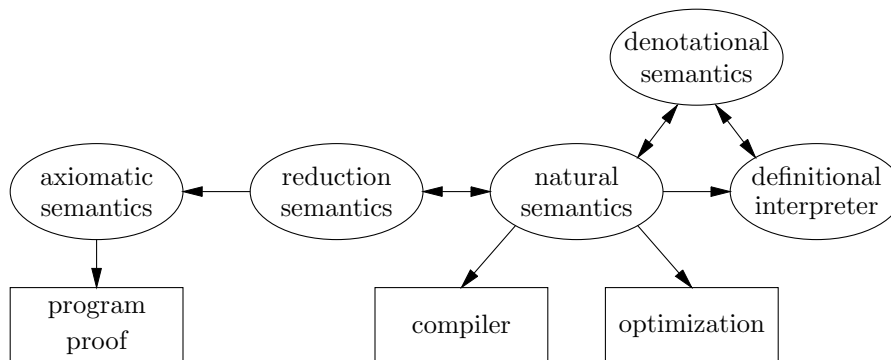 denotational
semantics
axiomatic
semantics
reduction
semantics
natural
semantics
definitional
interpreter
program
proof
compiler
optimization